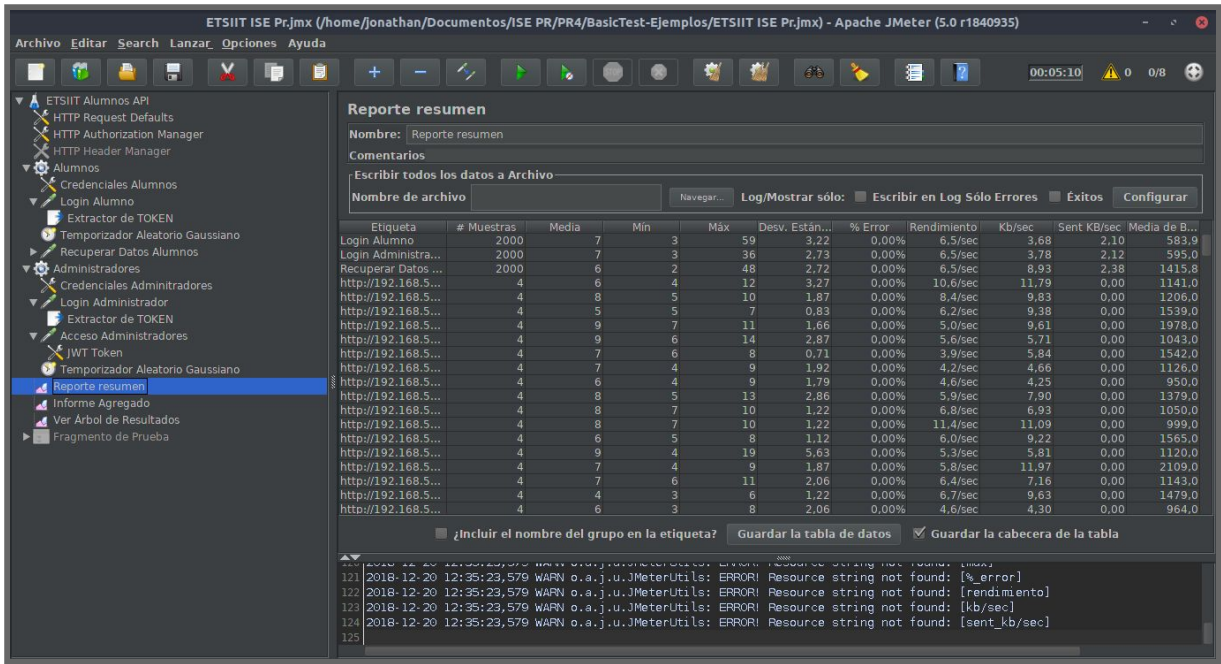 ETSIIT ISE Pr.jmx (/home/jonathan/Documentos/ISE PR/PR4/BasicTest-Ejemplos/ETSIIT ISE Pr.jmx) - Apache JMeter (5.0 r1840935)
Archivo Editar Search Lanzar Opciones Ayuda
00:05:10 0 0/8
ETSIIT Alumnos API
HTTP Request Defaults
HTTP Authorization Manager
HTTP Header Manager
Alumnos
Credenciales Alumnos
Login Alumno
Extractor de TOKEN
Temporizador Aleatorio Gaussiano
Recuperar Datos Alumnos
Administradores
Credenciales Adminitradores
Login Administrador
Extractor de TOKEN
Acceso Administradores
JWT Token
Temporizador Aleatorio Gaussiano
Reporte resumen
Informe Agregado
Ver Árbol de Resultados
Fragmento de Prueba
Reporte resumen
Nombre: Reporte resumen
Comentarios
Escribir todos los datos a Archivo
Nombre de archivo Navegar... Log/Mostrar sólo: Escribir en Log Sólo Errores Éxitos Configurar
Etiqueta # Muestras Media Mín Máx Desv. Están... % Error Rendimiento Kb/sec Sent KB/sec Media de B...
Login Alumno 2000 7 3 59 3,22 0,00% 6.5/sec 3,68 2,10 583,9
Login Administra... 2000 7 3 36 2,73 0,00% 6.5/sec 3,78 2,12 595,0
Recuperar Datos ... 2000 6 2 48 2,72 0,00% 6.5/sec 8,93 2,38 1415,8
http://192.168.5... 4 6 4 12 3,27 0,00% 10,6/sec 11,79 0,00 1141,0
http://192.168.5... 4 8 5 10 1,87 0,00% 8,4/sec 9,83 0,00 1206,0
http://192.168.5... 4 5 5 7 0,83 0,00% 6,2/sec 9,38 0,00 1539,0
http://192.168.5... 4 9 7 11 1,66 0,00% 5,0/sec 9,61 0,00 1978,0
http://192.168.5... 4 9 6 14 2,87 0,00% 5,6/sec 5,71 0,00 1043,0
http://192.168.5... 4 7 6 8 0,71 0,00% 3,9/sec 5,84 0,00 1542,0
http://192.168.5... 4 7 4 9 1,92 0,00% 4,2/sec 4,66 0,00 1126,0
http://192.168.5... 4 6 4 9 1,79 0,00% 4,6/sec 4,25 0,00 950,0
http://192.168.5... 4 8 5 13 2,86 0,00% 5,9/sec 7,90 0,00 1379,0
http://192.168.5... 4 8 7 10 1,22 0,00% 6,8/sec 6,93 0,00 1050,0
http://192.168.5... 4 8 7 10 1,22 0,00% 11,4/sec 11,09 0,00 999,0
http://192.168.5... 4 6 5 8 1,12 0,00% 6,0/sec 9,22 0,00 1565,0
http://192.168.5... 4 9 4 19 5,63 0,00% 5,3/sec 5,81 0,00 1120,0
http://192.168.5... 4 7 4 9 1,87 0,00% 5,8/sec 11,97 0,00 2109,0
http://192.168.5... 4 7 6 11 2,06 0,00% 6,4/sec 7,16 0,00 1143,0
http://192.168.5... 4 4 3 6 1,22 0,00% 6,7/sec 9,63 0,00 1479,0
http://192.168.5... 4 6 3 8 2,06 0,00% 4,6/sec 4,30 0,00 964,0
¿Incluir el nombre del grupo en la etiqueta? Guardar la tabla de datos Guardar la cabecera de la tabla
120 2018-12-20 12:35:23,579 WARN o.a.j.u.JMeterUtils: ERROR! Resource string not found: [máx]
121 2018-12-20 12:35:23,579 WARN o.a.j.u.JMeterUtils: ERROR! Resource string not found: [%_error]
122 2018-12-20 12:35:23,579 WARN o.a.j.u.JMeterUtils: ERROR! Resource string not found: [rendimiento]
123 2018-12-20 12:35:23,579 WARN o.a.j.u.JMeterUtils: ERROR! Resource string not found: [kb/sec]
124 2018-12-20 12:35:23,579 WARN o.a.j.u.JMeterUtils: ERROR! Resource string not found: [sent_kb/sec]
125